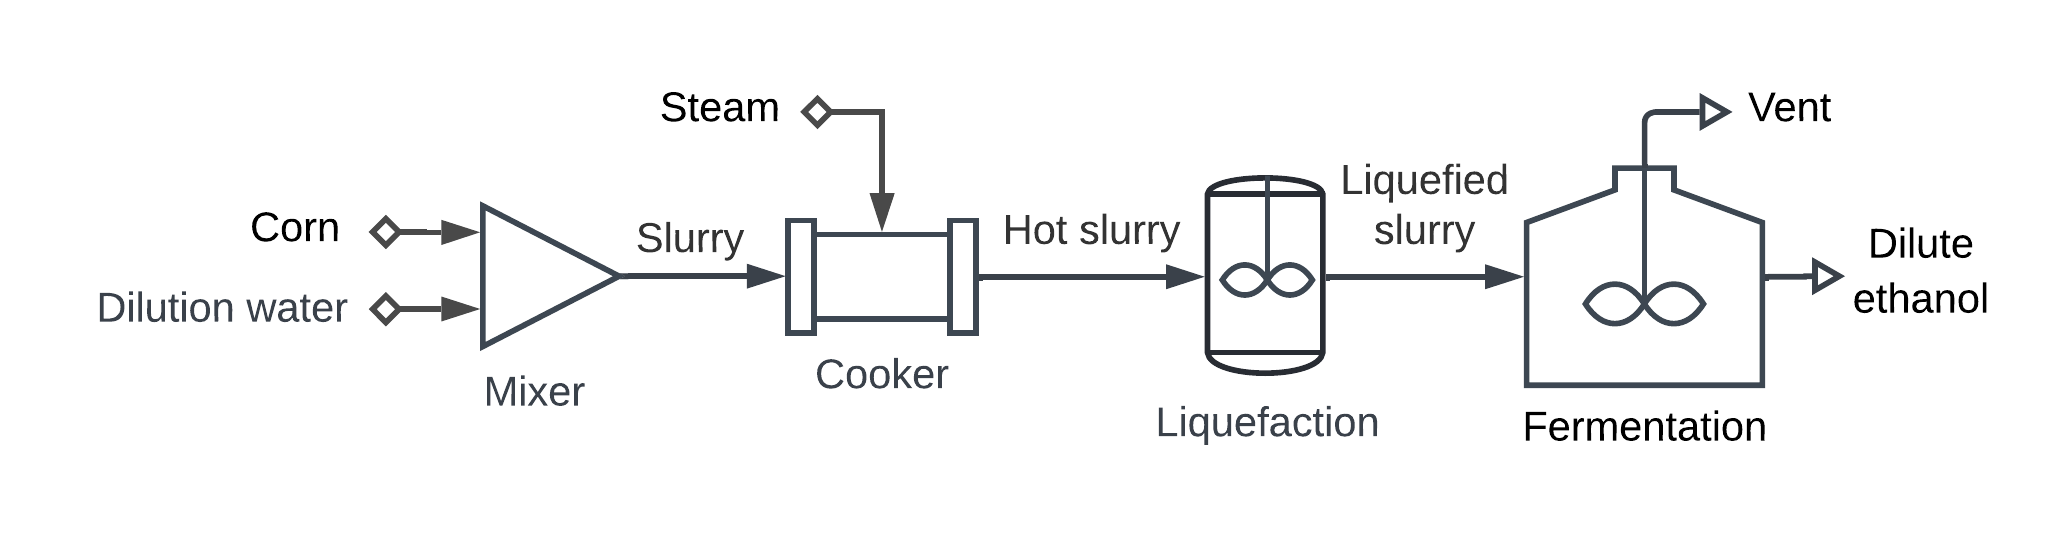 Steam
Vent
Corn
Dilution water
Mixer
Slurry
Cooker
Hot slurry
Liquefaction
Liquefied
slurry
Fermentation
Dilute
ethanol